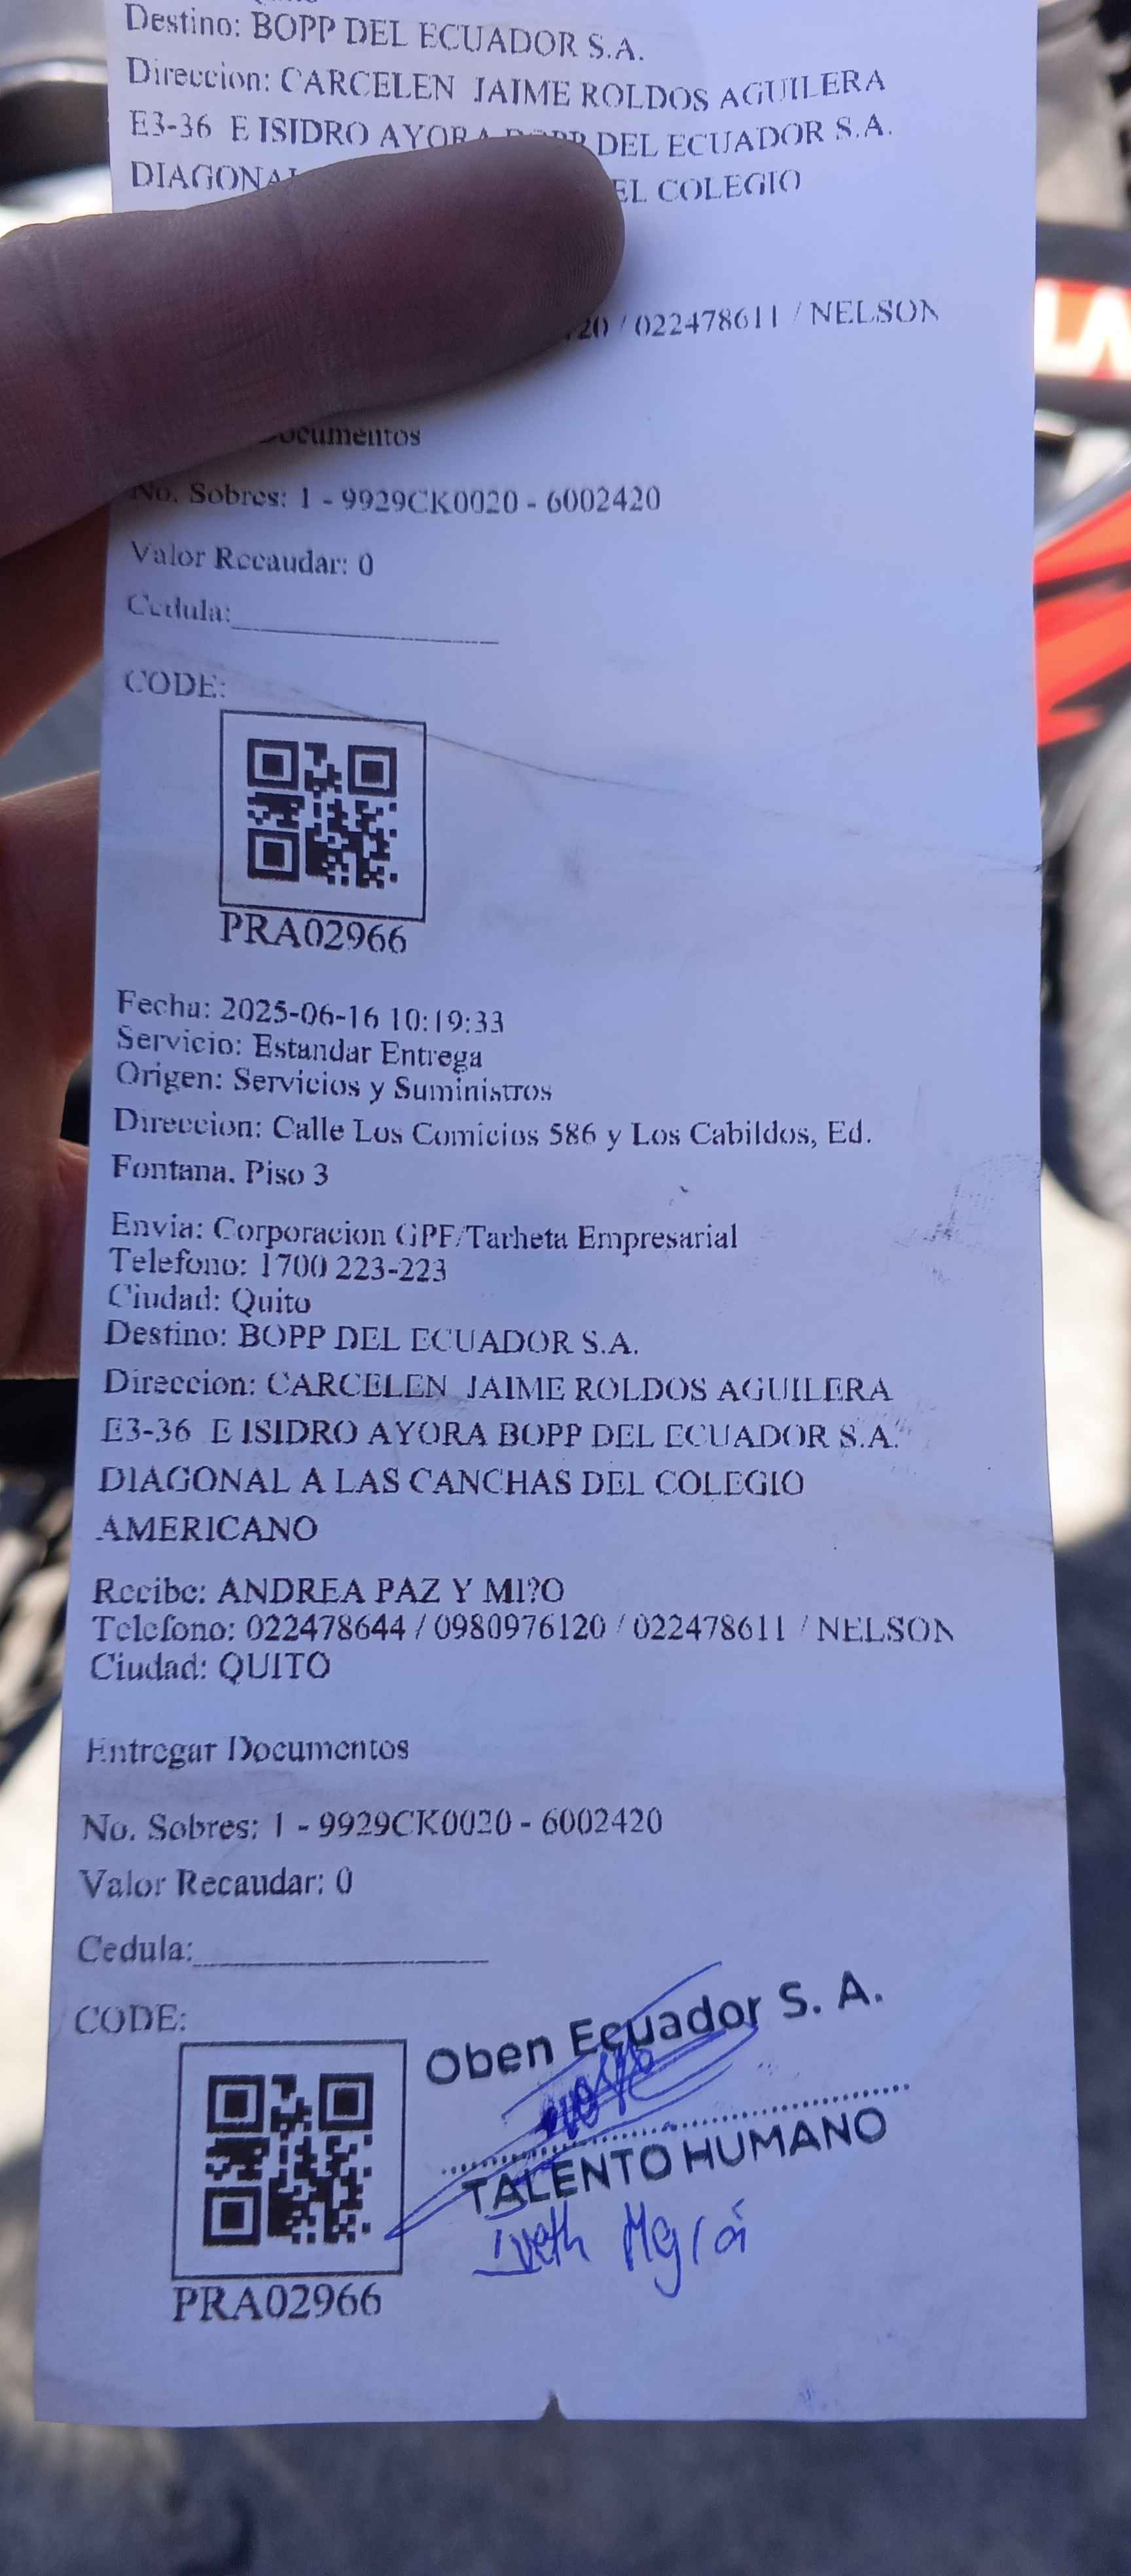 Destino: BOPP DEL ECUADOR S.A.
Direccion: CARCELEN JAIME ROLDOS AGUILERA
E3-36 E ISIDRO AYORA BOPP DEL ECUADOR S.A.
DIAGONAL EL COLEGIO
20 / 022478611 / NELSON
Documentos
No. Sobres: 1 - 9929CK0020 - 6002420
Valor Recaudar: 0
Cedula:
CODE:
PRA02966
Fecha: 2025-06-16 10:19:33
Servicio: Estandar Entrega
Origen: Servicios y Suministros
Direccion: Calle Los Comicios 586 y Los Cabildos, Ed.
Fontana. Piso 3
Envia: Corporacion GPF/Tarheta Empresarial
Telefono: 1700 223-223
Ciudad: Quito
Destino: BOPP DEL ECUADOR S.A.
Direccion: CARCELEN JAIME ROLDOS AGUILERA
E3-36 E ISIDRO AYORA BOPP DEL ECUADOR S.A.
DIAGONAL A LAS CANCHAS DEL COLEGIO
AMERICANO
Recibe: ANDREA PAZ Y MI?O
Telefono: 022478644 / 0980976120 / 022478611 / NELSON
Ciudad: QUITO
Entregar Documentos
No. Sobres: 1 - 9929CK0020 - 6002420
Valor Recaudar: 0
Cedula:
CODE:
Oben Ecuador S. A.
TALENTO HUMANO
Iveth
PRA02966